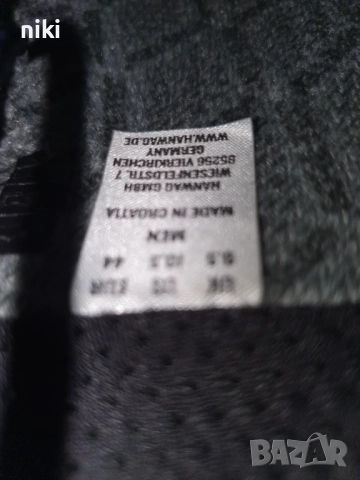 niki
UK US EUR
9.5 10.5 44
MEN
MADE IN CROATIA
HANWAG GMBH
WIESENFELDSTR. 7
85256 VIERKIRCHEN
GERMANY
WWW.HANWAG.DE
BAZAR